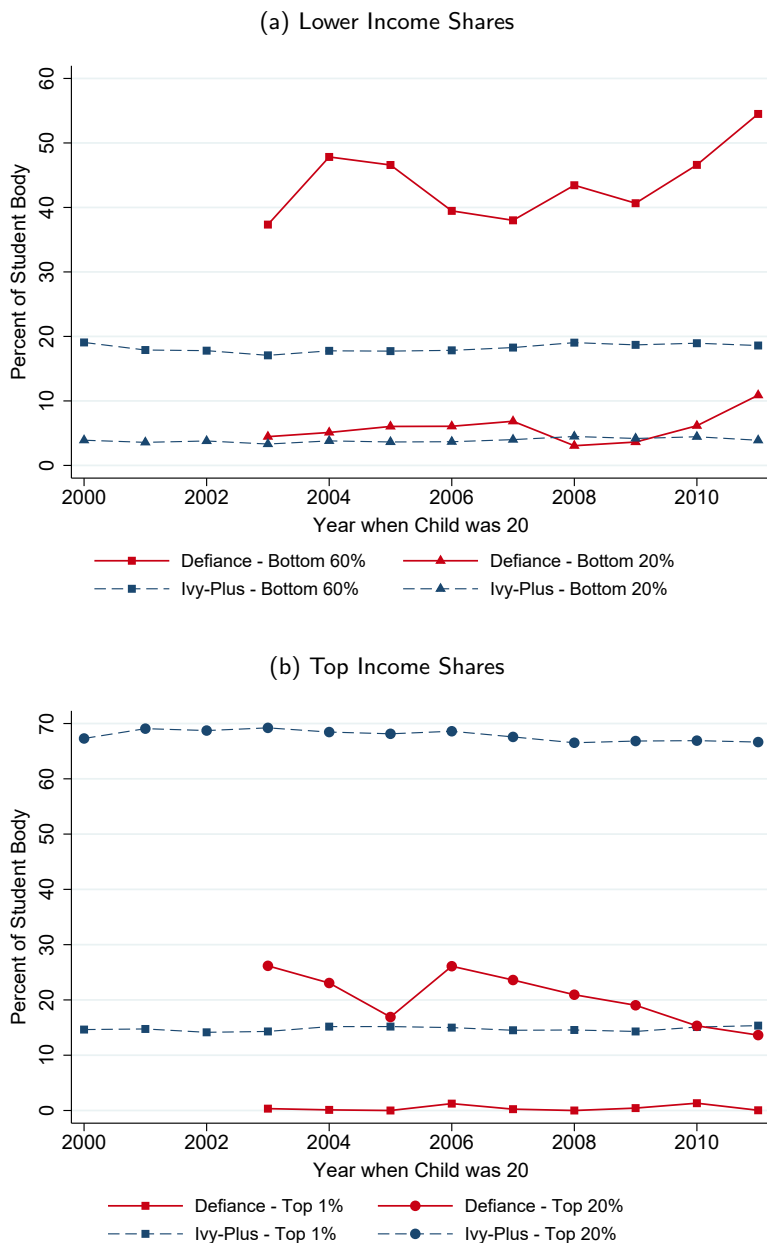 (a) Lower Income Shares
60
50
40
30
20
10
0
Percent of Student Body
2000 2002 2004 2006 2008 2010
Year when Child was 20
Defiance - Bottom 60% Defiance - Bottom 20%
Ivy-Plus - Bottom 60% Ivy-Plus - Bottom 20%
(b) Top Income Shares
70
60
50
40
30
20
10
0
Percent of Student Body
2000 2002 2004 2006 2008 2010
Year when Child was 20
Defiance - Top 1% Defiance - Top 20%
Ivy-Plus - Top 1% Ivy-Plus - Top 20%